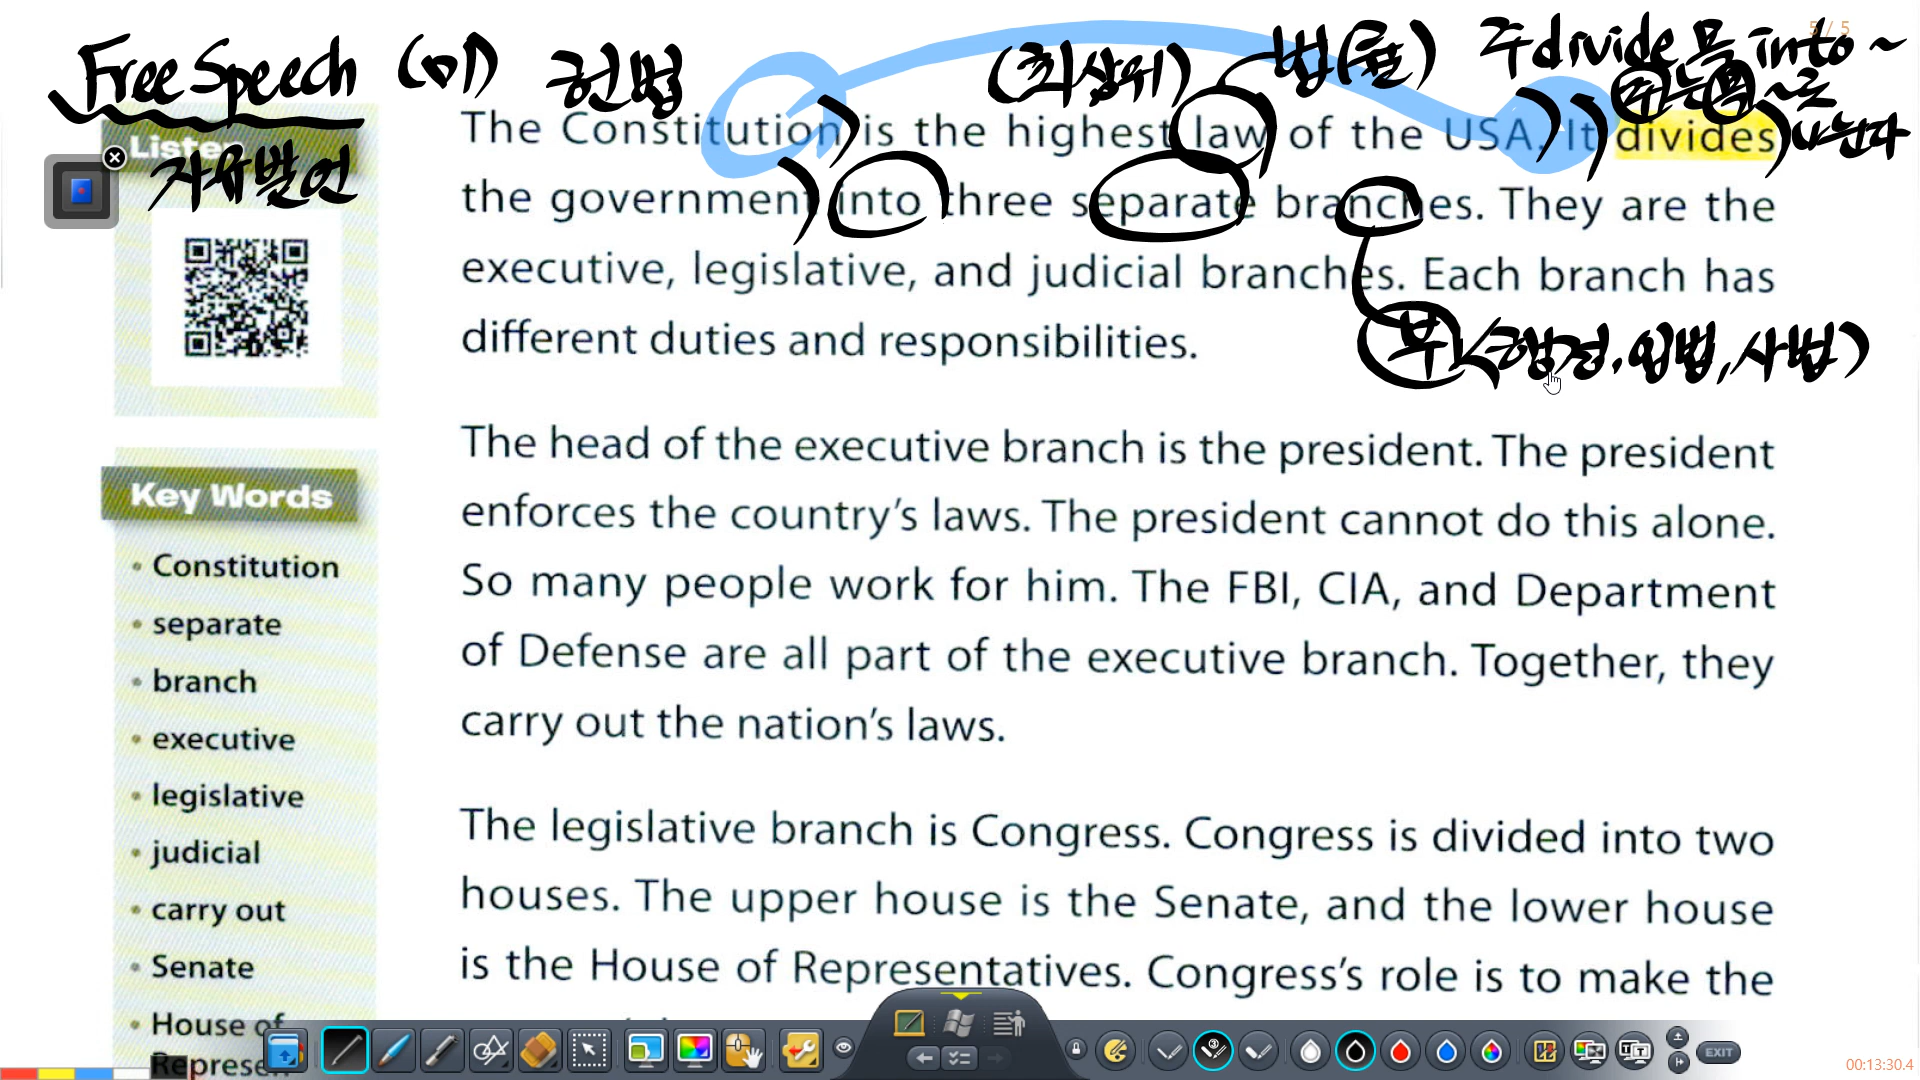 5 / 5
Free Speech (미) 헌법 (최상위) 법(률) 주 divide 목 into ~
주는 목 ~로
나눈다
자유발언
Listen
The Constitution is the highest law of the USA. It divides
the government into three separate branches. They are the
executive, legislative, and judicial branches. Each branch has
different duties and responsibilities.
부 (행정, 입법, 사법)
The head of the executive branch is the president. The president
enforces the country's laws. The president cannot do this alone.
So many people work for him. The FBI, CIA, and Department
of Defense are all part of the executive branch. Together, they
carry out the nation's laws.
The legislative branch is Congress. Congress is divided into two
houses. The upper house is the Senate, and the lower house
is the House of Representatives. Congress's role is to make the
Key Words
• Constitution
• separate
• branch
• executive
• legislative
• judicial
• carry out
• Senate
• House of
EXIT
00:13:30.4